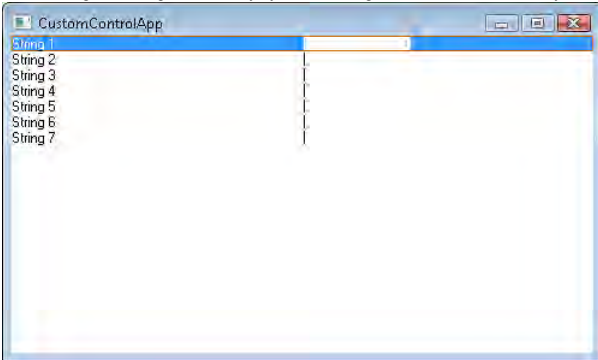 CustomControlApp
String 1
String 2
String 3
String 4
String 5
String 6
String 7